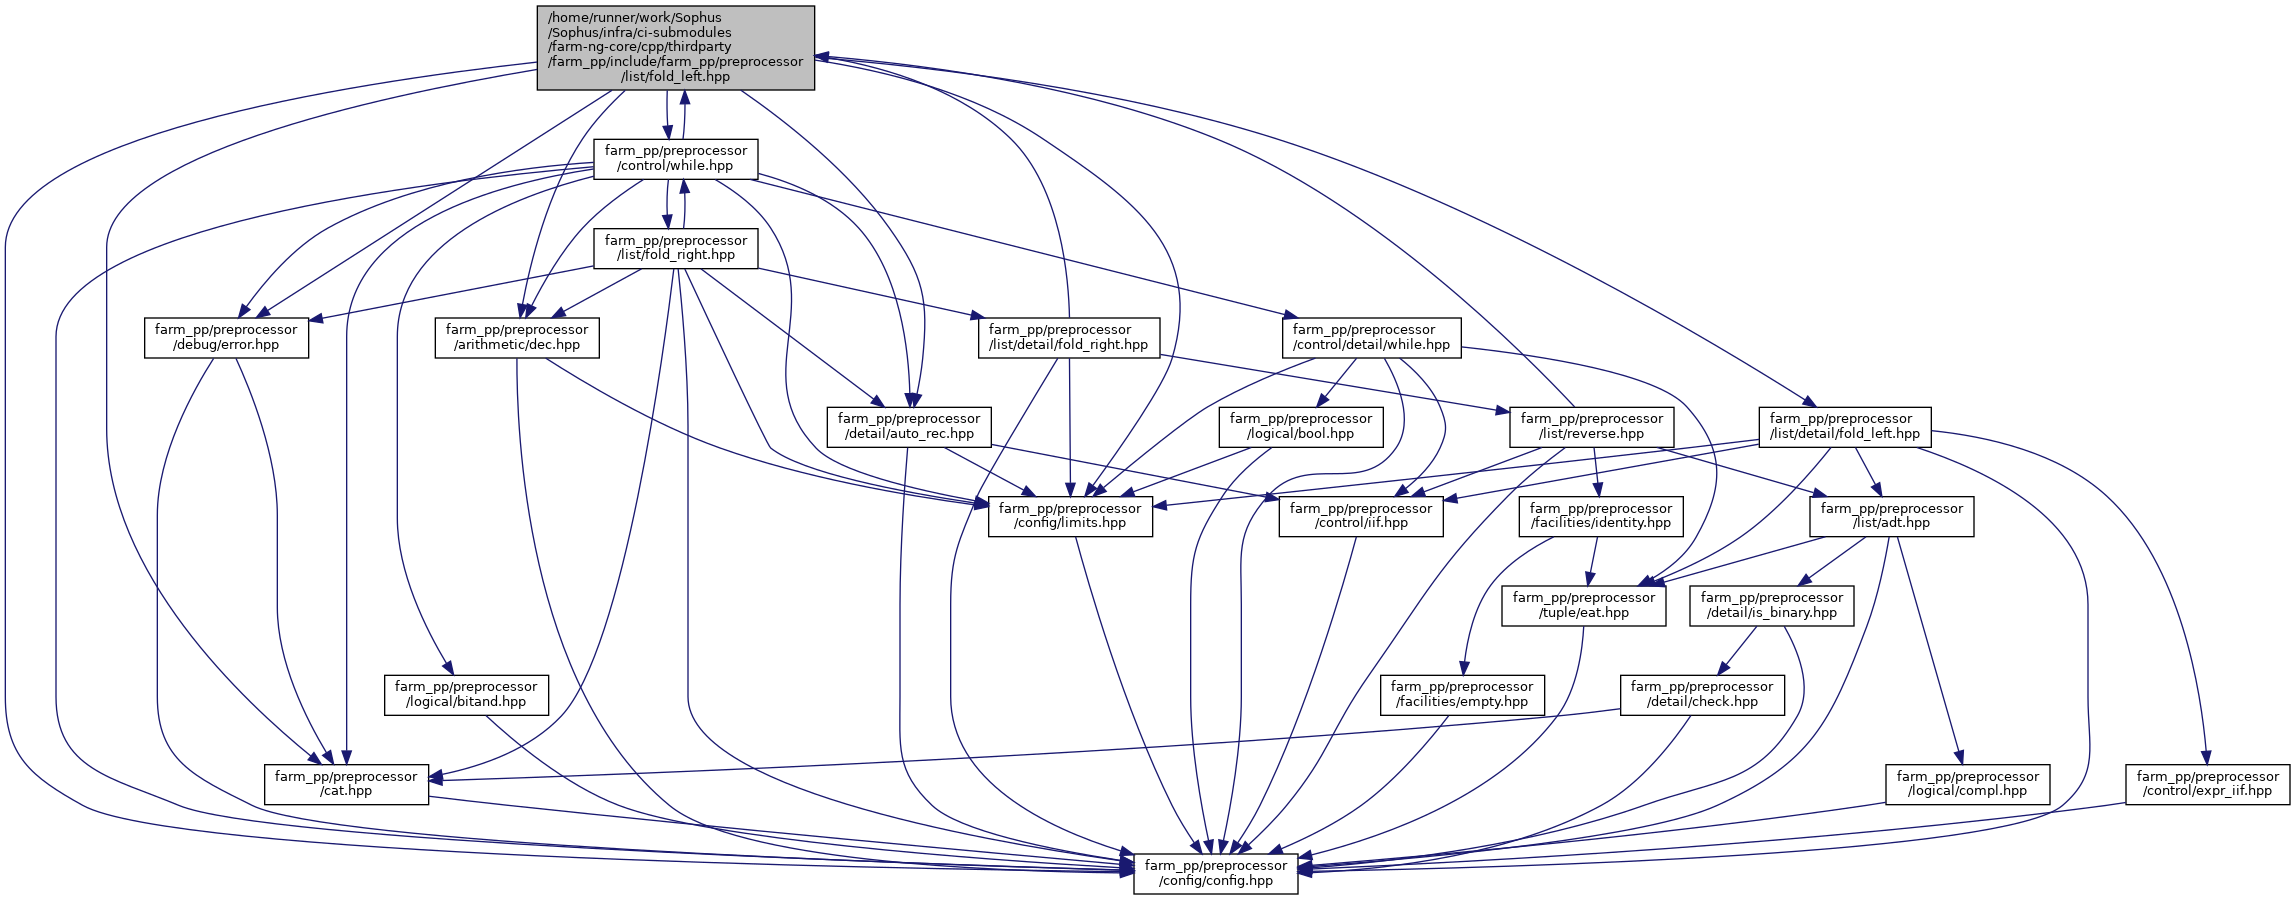 /home/runner/work/Sophus
/Sophus/infra/ci-submodules
/farm-ng-core/cpp/thirdparty
/farm_pp/include/farm_pp/preprocessor
/list/fold_left.hpp
farm_pp/preprocessor
/control/while.hpp
farm_pp/preprocessor
/list/fold_right.hpp
farm_pp/preprocessor
/debug/error.hpp
farm_pp/preprocessor
/arithmetic/dec.hpp
farm_pp/preprocessor
/list/detail/fold_right.hpp
farm_pp/preprocessor
/control/detail/while.hpp
farm_pp/preprocessor
/detail/auto_rec.hpp
farm_pp/preprocessor
/logical/bool.hpp
farm_pp/preprocessor
/list/reverse.hpp
farm_pp/preprocessor
/list/detail/fold_left.hpp
farm_pp/preprocessor
/config/limits.hpp
farm_pp/preprocessor
/control/iif.hpp
farm_pp/preprocessor
/facilities/identity.hpp
farm_pp/preprocessor
/list/adt.hpp
farm_pp/preprocessor
/tuple/eat.hpp
farm_pp/preprocessor
/detail/is_binary.hpp
farm_pp/preprocessor
/logical/bitand.hpp
farm_pp/preprocessor
/facilities/empty.hpp
farm_pp/preprocessor
/detail/check.hpp
farm_pp/preprocessor
/cat.hpp
farm_pp/preprocessor
/logical/compl.hpp
farm_pp/preprocessor
/control/expr_iif.hpp
farm_pp/preprocessor
/config/config.hpp